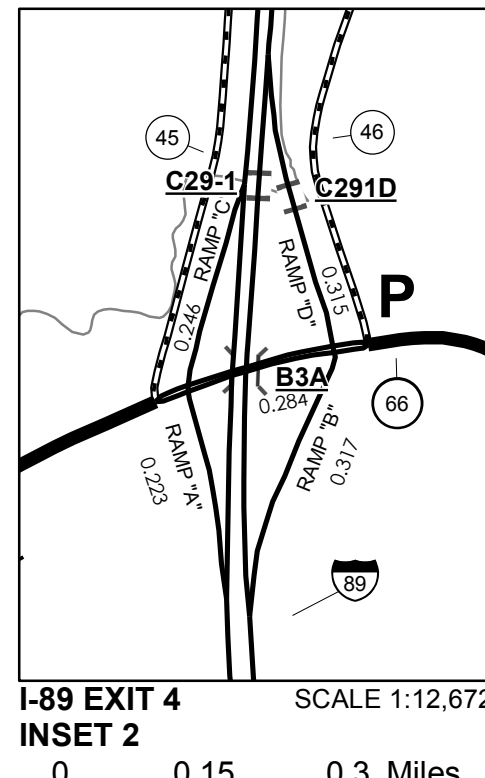 45
46
C29-1
C291D
RAMP "C"
0.246
RAMP "D"
0.315
P
B3A
0.284
66
RAMP "A"
0.223
RAMP "B"
0.317
89
I-89 EXIT 4
SCALE 1:12,672
INSET 2
0 0.15 0.3 Miles